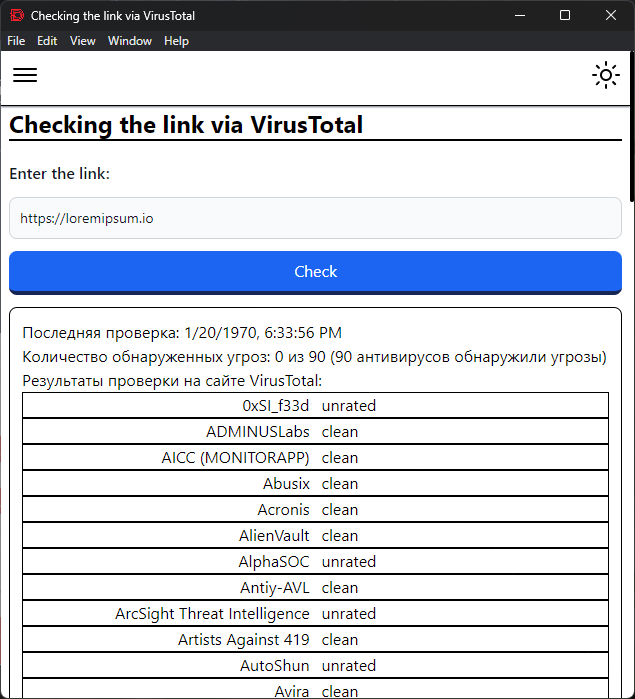 Checking the link via VirusTotal
File Edit View Window Help
Checking the link via VirusTotal
Enter the link:
https://loremipsum.io
Check
Последняя проверка: 1/20/1970, 6:33:56 PM
Количество обнаруженных угроз: 0 из 90 (90 антивирусов обнаружили угрозы)
Результаты проверки на сайте VirusTotal:
0xSI_f33d unrated
ADMINUSLabs clean
AICC (MONITORAPP) clean
Abusix clean
Acronis clean
AlienVault clean
AlphaSOC unrated
Antiy-AVL clean
ArcSight Threat Intelligence unrated
Artists Against 419 clean
AutoShun unrated
Avira clean